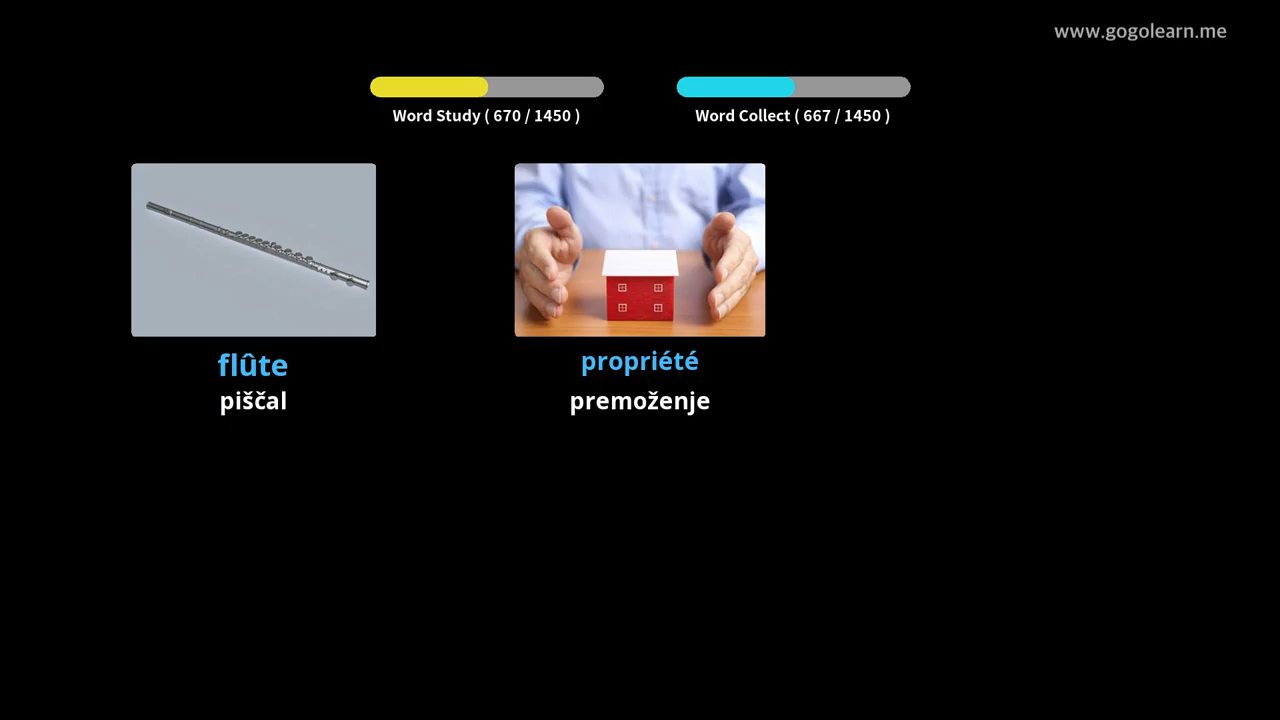 www.gogolearn.me
Word Study ( 670 / 1450 )
Word Collect ( 667 / 1450 )
flûte
piščal
propriété
premoženje